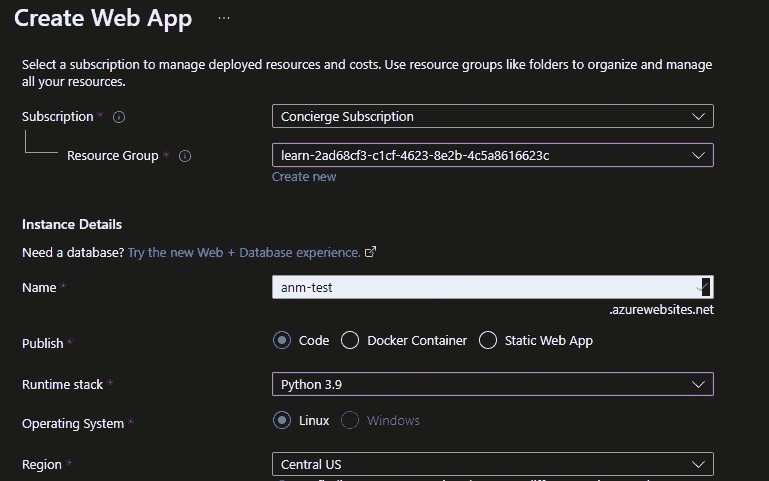 Create Web App ...
Select a subscription to manage deployed resources and costs. Use resource groups like folders to organize and manage
all your resources.
Subscription * Concierge Subscription
Resource Group * learn-2ad68cf3-c1cf-4623-8e2b-4c5a8616623c
Create new
Instance Details
Need a database? Try the new Web + Database experience.
Name * anm-test
.azurewebsites.net
Publish * Code Docker Container Static Web App
Runtime stack * Python 3.9
Operating System * Linux Windows
Region * Central US